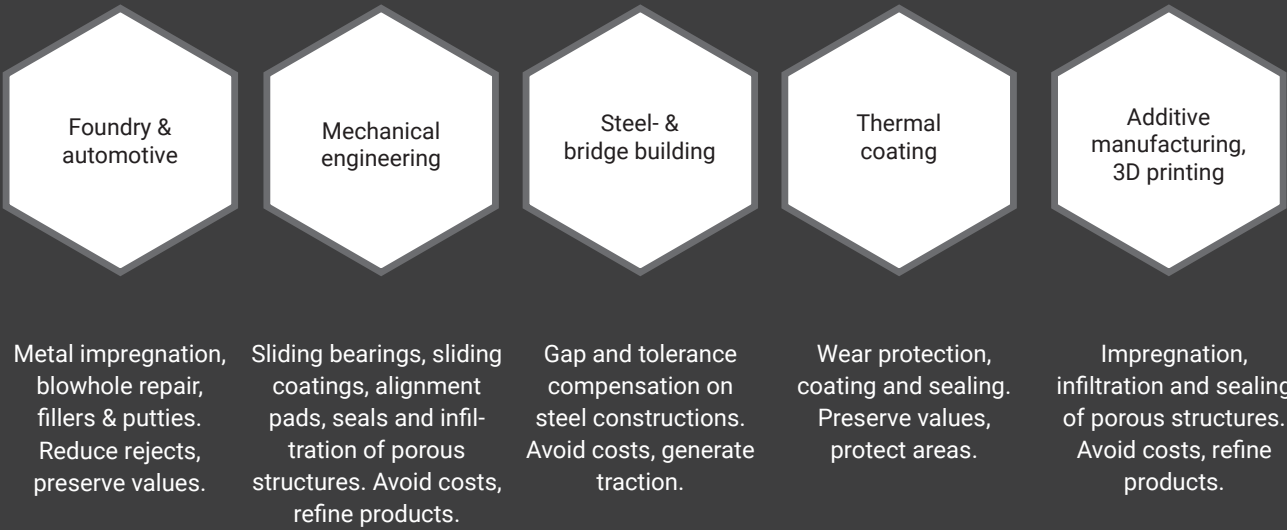 Foundry &
automotive
Mechanical
engineering
Steel- &
bridge building
Thermal
coating
Additive
manufacturing,
3D printing
Metal impregnation,
blowhole repair,
fillers & putties.
Reduce rejects,
preserve values.
Sliding bearings, sliding
coatings, alignment
pads, seals and infil-
tration of porous
structures. Avoid costs,
refine products.
Gap and tolerance
compensation on
steel constructions.
Avoid costs, generate
traction.
Wear protection,
coating and sealing.
Preserve values,
protect areas.
Impregnation,
infiltration and sealing
of porous structures.
Avoid costs, refine
products.